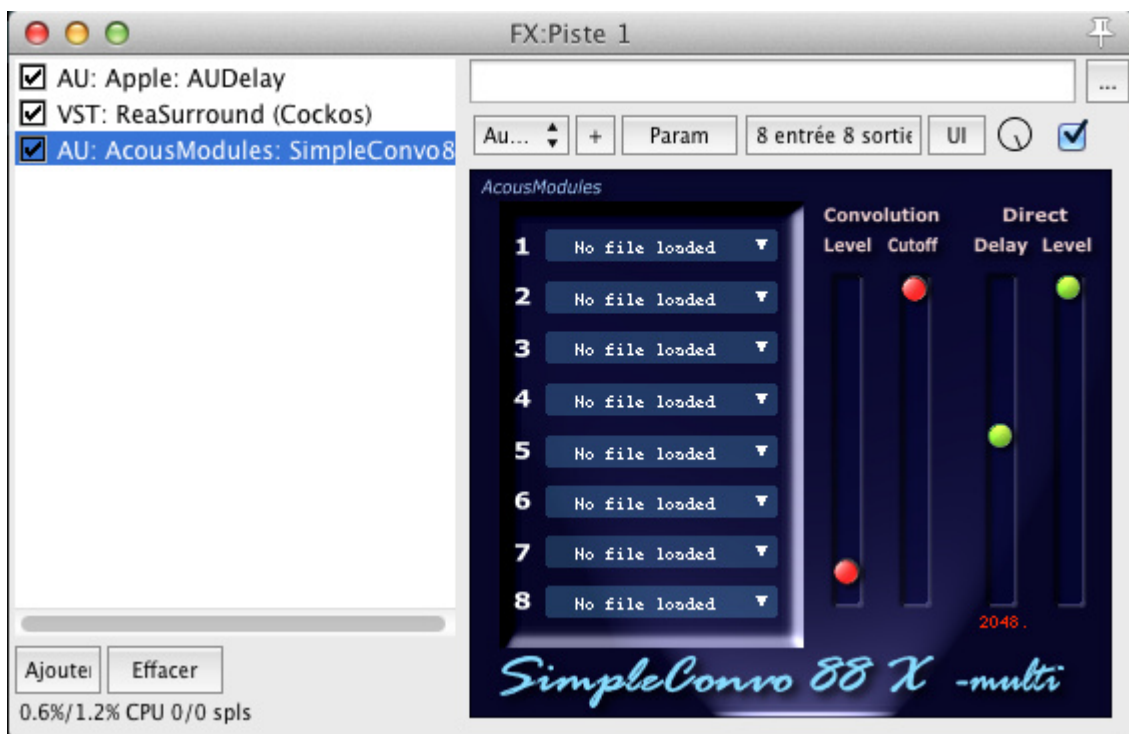 FX:Piste 1
AU: Apple: AUDelay
VST: ReaSurround (Cockos)
AU: AcousModules: SimpleConvo8
...
Au...
+
Param
8 entrée 8 sortie
UI
AcousModules
Convolution
Direct
Level
Cutoff
Delay
Level
1 No file loaded
2 No file loaded
3 No file loaded
4 No file loaded
5 No file loaded
6 No file loaded
7 No file loaded
8 No file loaded
2048.
SimpleConvo 88 X -multi
Ajouter
Effacer
0.6%/1.2% CPU 0/0 spls